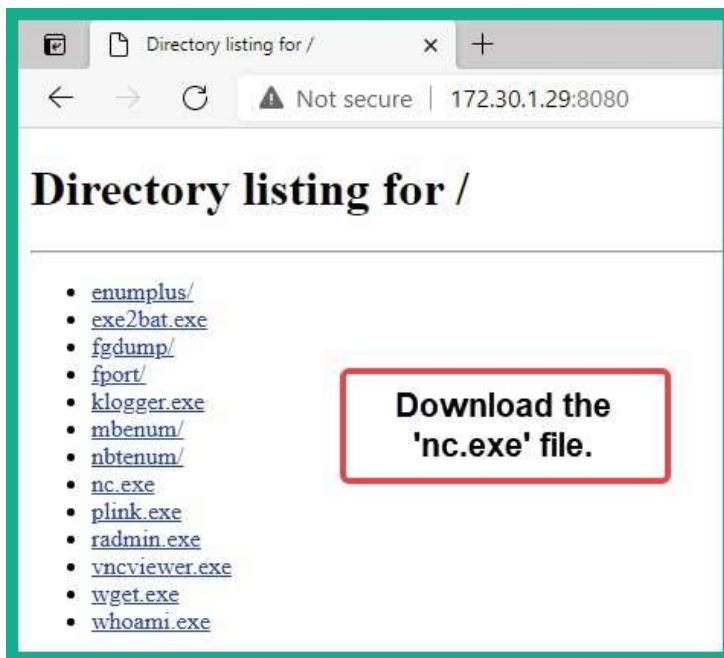 Directory listing for /
Not secure | 172.30.1.29:8080
Directory listing for /
enumplus/
exe2bat.exe
fgdump/
fport/
klogger.exe
mbenum/
nbtenum/
nc.exe
plink.exe
radmin.exe
vncviewer.exe
wget.exe
whoami.exe
Download the
'nc.exe' file.